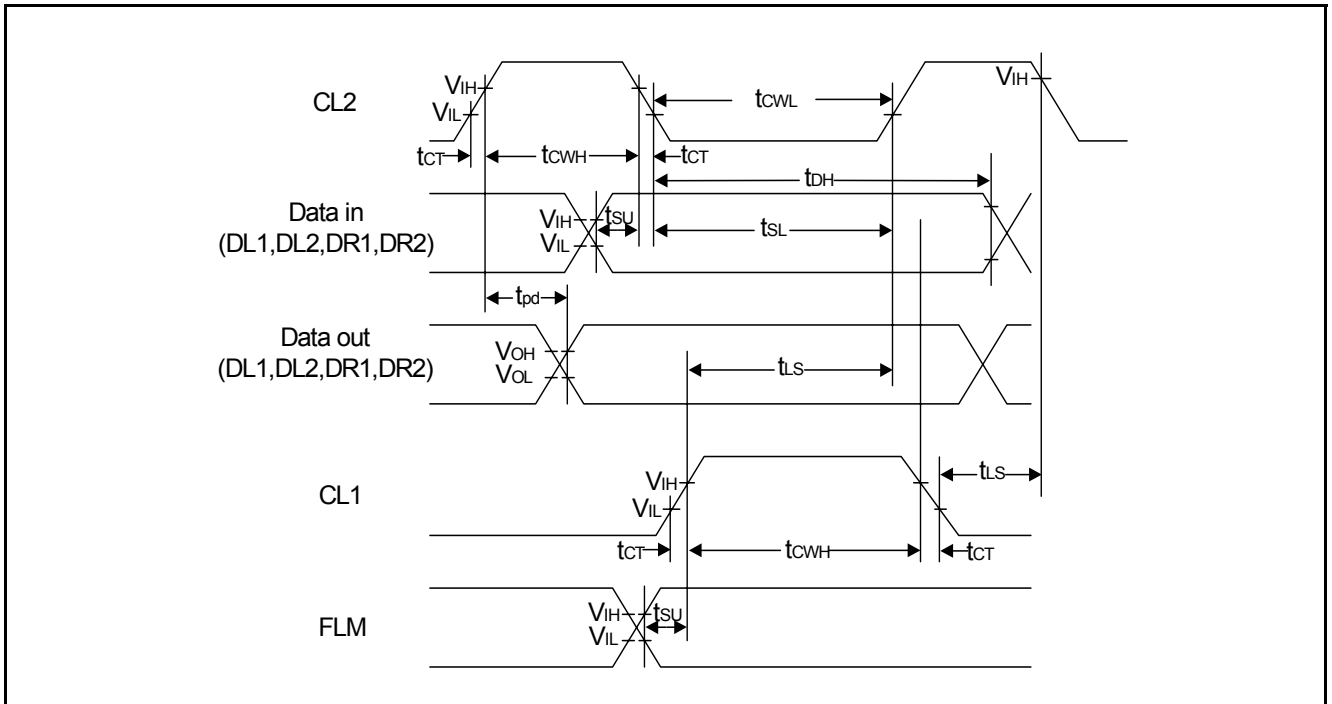 CL2
VIH
VIL
tCWL
VIH
tCT
tCWH
tCT
tDH
Data in
(DL1,DL2,DR1,DR2)
VIH
VIL
tSU
tSL
tpd
Data out
(DL1,DL2,DR1,DR2)
VOH
VOL
tLS
CL1
VIH
VIL
tLS
tCT
tCWH
tCT
FLM
VIH
VIL
tSU